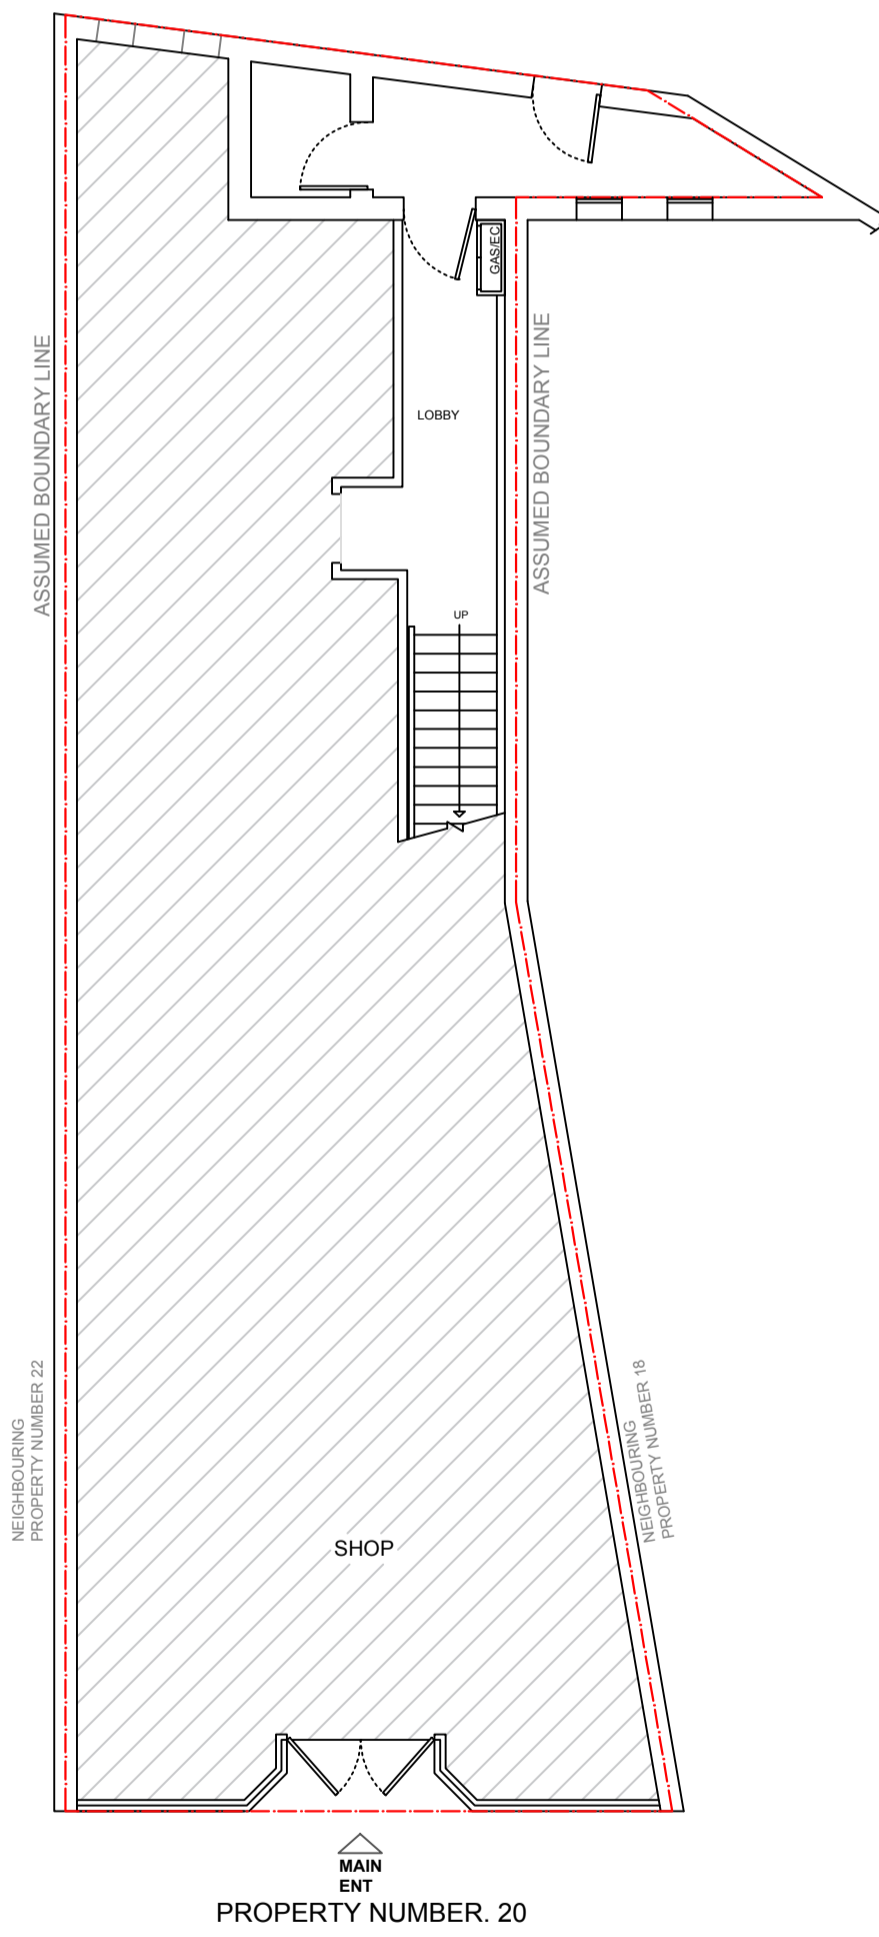 GAS/EC
ASSUMED BOUNDARY LINE
ASSUMED BOUNDARY LINE
LOBBY
UP
NEIGHBOURING
PROPERTY NUMBER 22
NEIGHBOURING
PROPERTY NUMBER 18
SHOP
MAIN
ENT
PROPERTY NUMBER. 20